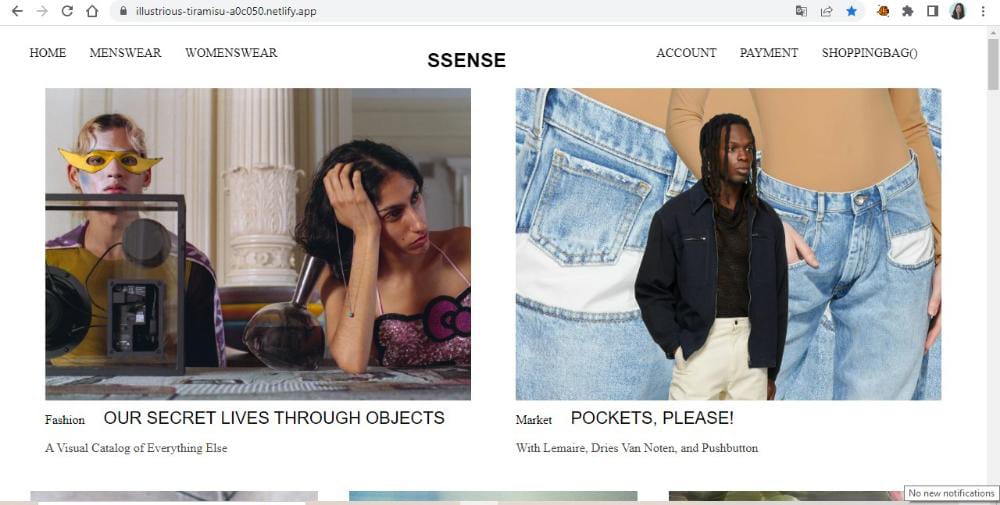 illustrious-tiramisu-a0c050.netlify.app
HOME MENSWEAR WOMENSWEAR SSENSE ACCOUNT PAYMENT SHOPPINGBAG()
Fashion OUR SECRET LIVES THROUGH OBJECTS
A Visual Catalog of Everything Else
Market POCKETS, PLEASE!
With Lemaire, Dries Van Noten, and Pushbutton
No new notifications